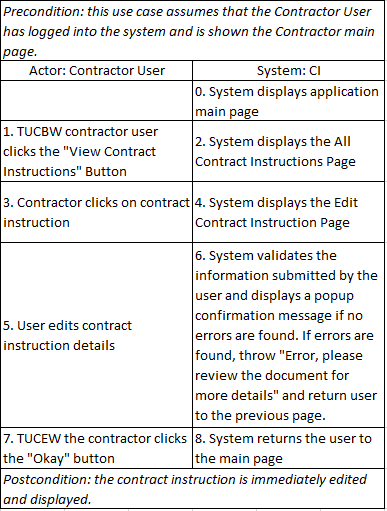 Precondition: this use case assumes that the Contractor User
has logged into the system and is shown the Contractor main
page.
Actor: Contractor User
System: CI
0. System displays application
main page
1. TUCBW contractor user
clicks the "View Contract
Instructions" Button
2. System displays the All
Contract Instructions Page
3. Contractor clicks on contract
instruction
4. System displays the Edit
Contract Instruction Page
5. User edits contract
instruction details
6. System validates the
information submitted by the
user and displays a popup
confirmation message if no
errors are found. If errors are
found, throw "Error, please
review the document for
more details" and return user
to the previous page.
7. TUCEW the contractor clicks
the "Okay" button
8. System returns the user to
the main page
Postcondition: the contract instruction is immediately edited
and displayed.